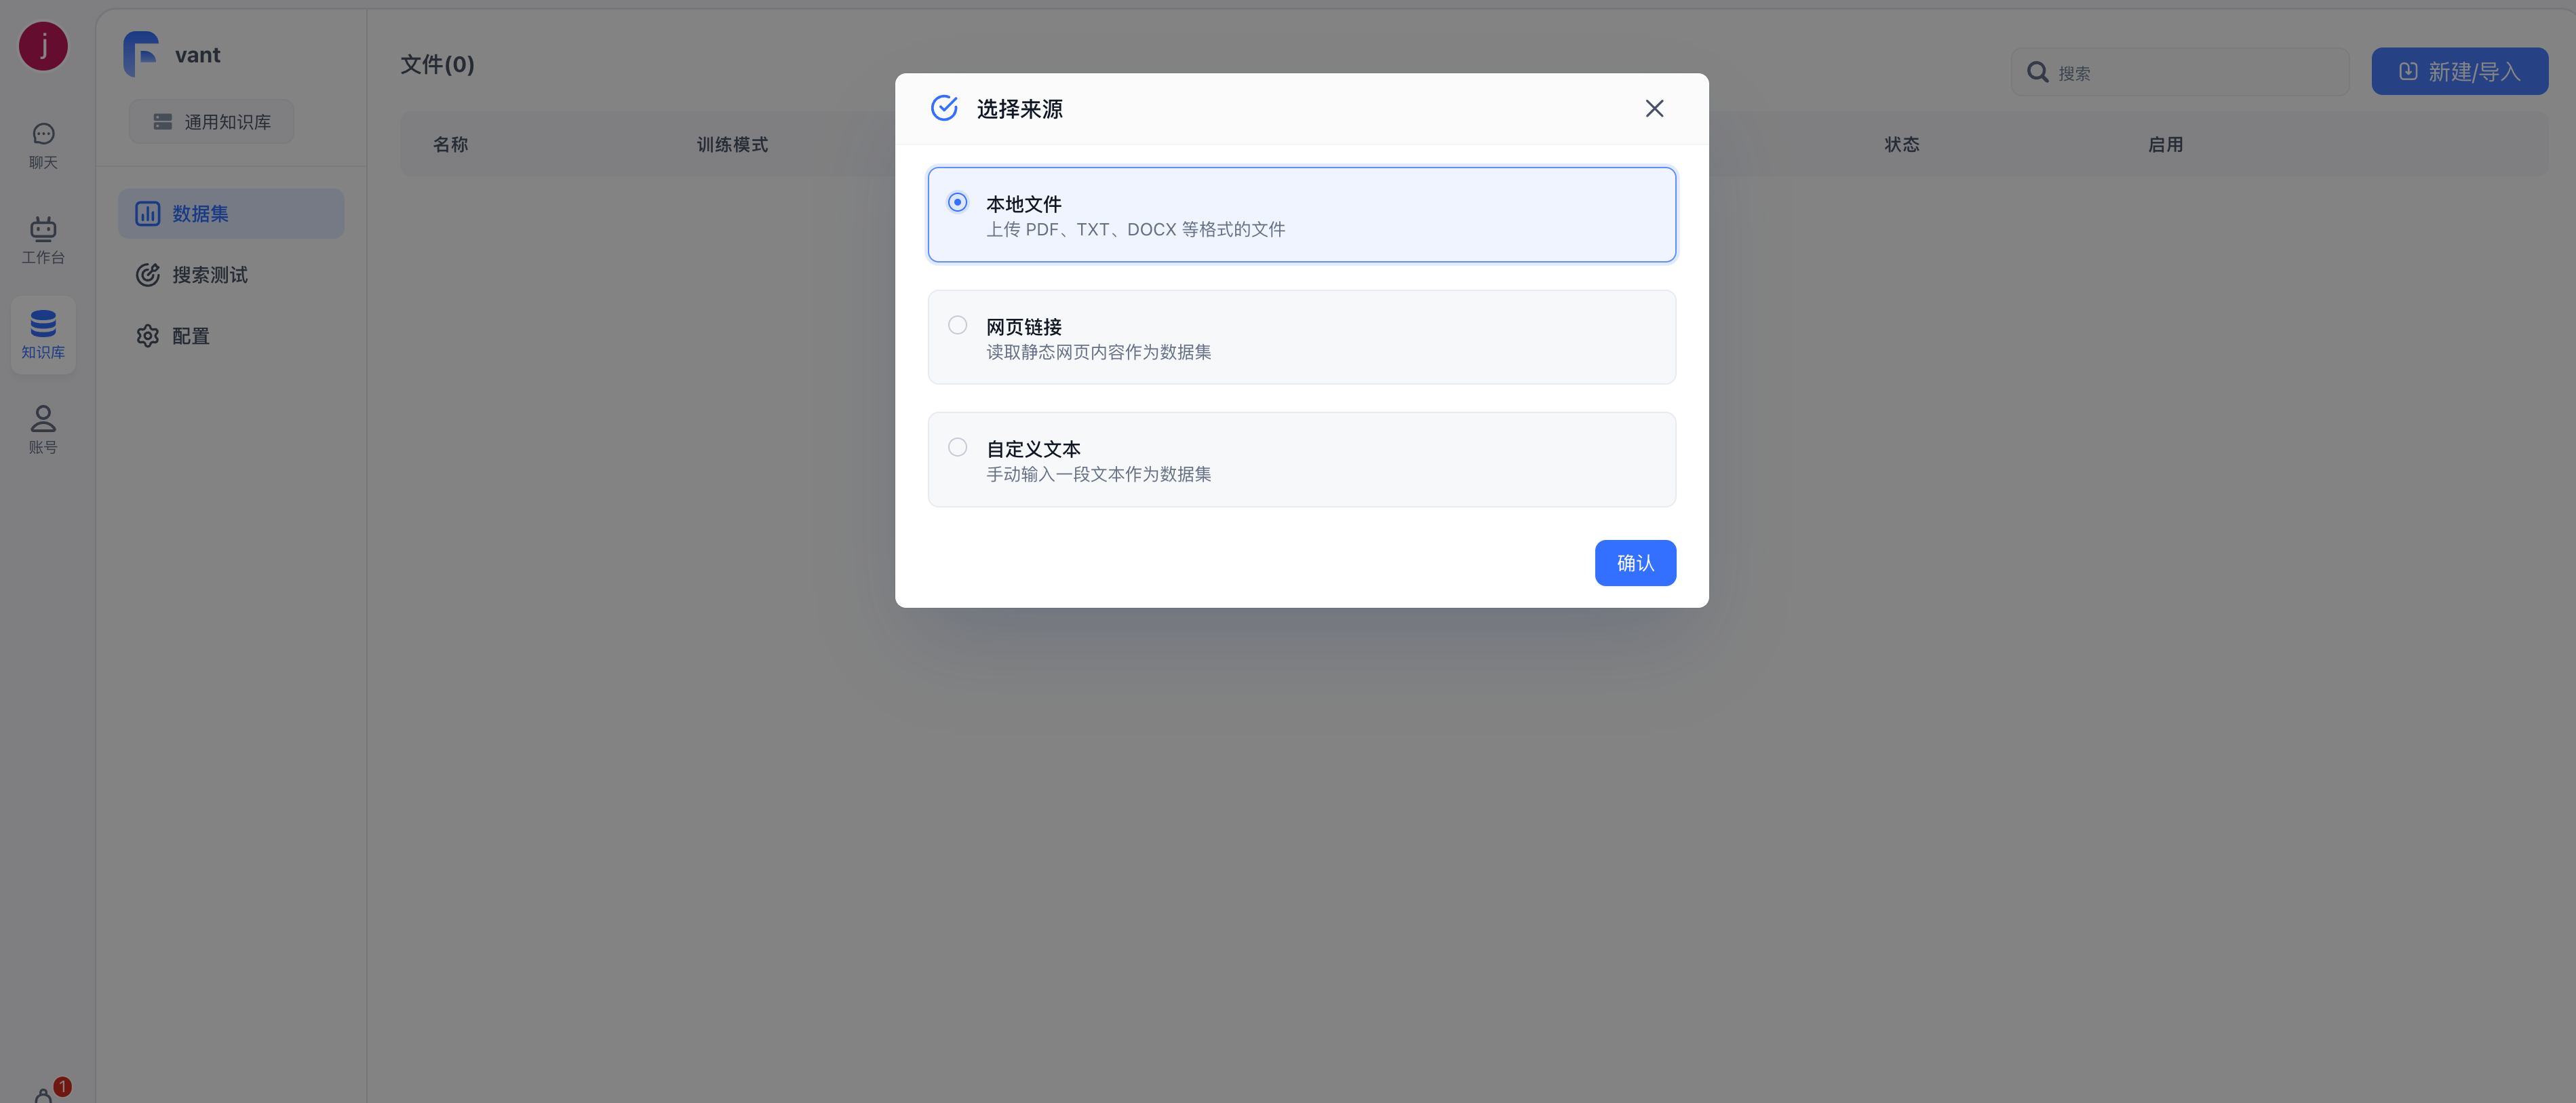 j
聊天
工作台
知识库
账号
1
vant
通用知识库
数据集
搜索测试
配置
文件(0)
搜索
新建/导入
名称
训练模式
状态
启用
选择来源
本地文件
上传 PDF、TXT、DOCX 等格式的文件
网页链接
读取静态网页内容作为数据集
自定义文本
手动输入一段文本作为数据集
确认